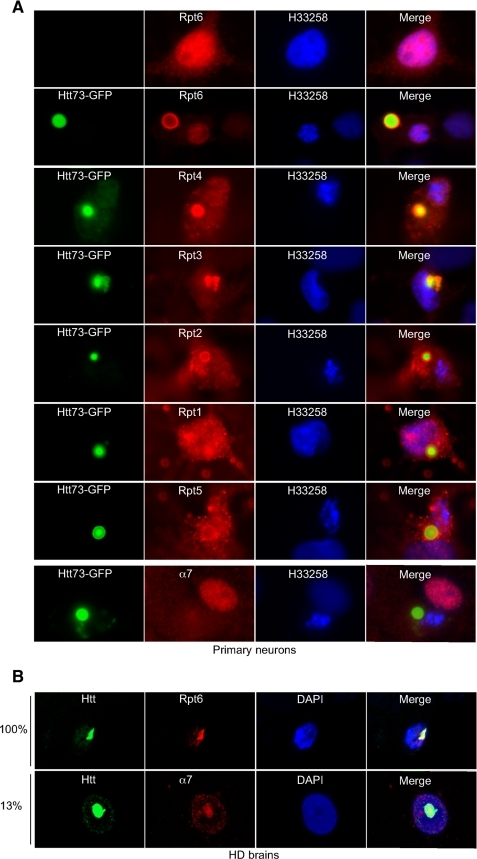 A
Rpt6 H33258 Merge
Htt73-GFP Rpt6 H33258 Merge
Htt73-GFP Rpt4 H33258 Merge
Htt73-GFP Rpt3 H33258 Merge
Htt73-GFP Rpt2 H33258 Merge
Htt73-GFP Rpt1 H33258 Merge
Htt73-GFP Rpt5 H33258 Merge
Htt73-GFP α7 H33258 Merge
Primary neurons
B
Htt Rpt6 DAPI Merge
100%
Htt α7 DAPI Merge
13%
HD brains